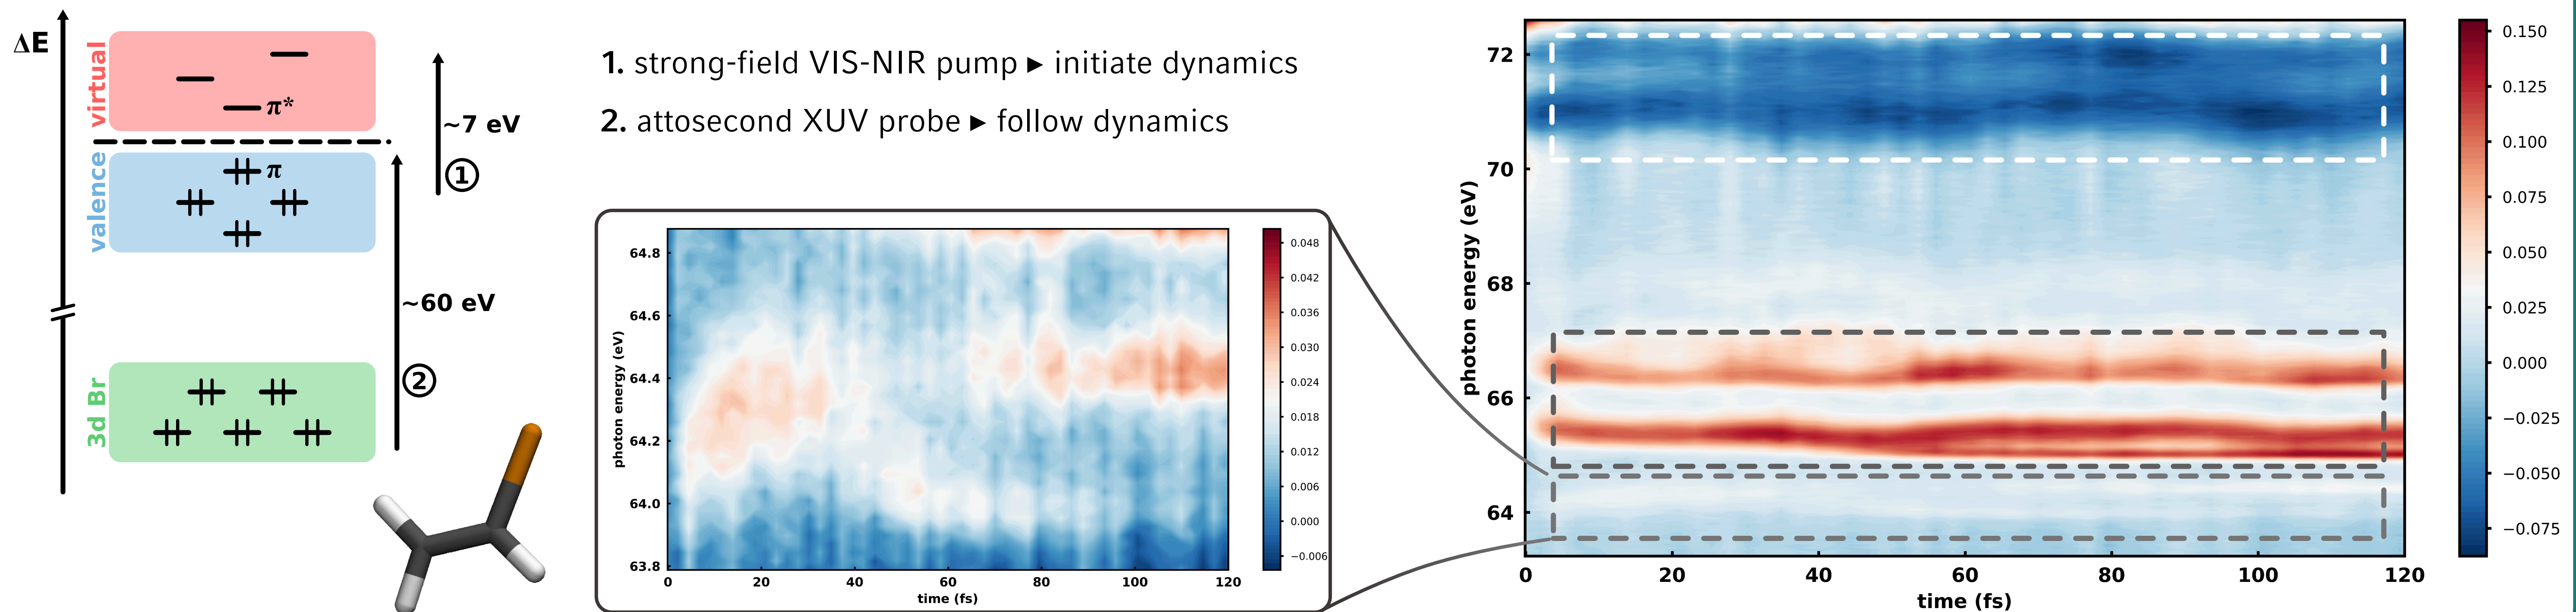 ΔE
virtual
π*
valence
π
3d Br
~7 eV
1
~60 eV
2
1. strong-field VIS-NIR pump ▸ initiate dynamics
2. attosecond XUV probe ▸ follow dynamics
photon energy (eV)
64.8
64.6
64.4
64.2
64.0
63.8
0 20 40 60 80 100 120
time (fs)
0.048
0.042
0.036
0.030
0.024
0.018
0.012
0.006
0.000
−0.006
photon energy (eV)
72
70
68
66
64
0 20 40 60 80 100 120
time (fs)
0.150
0.125
0.100
0.075
0.050
0.025
0.000
−0.025
−0.050
−0.075